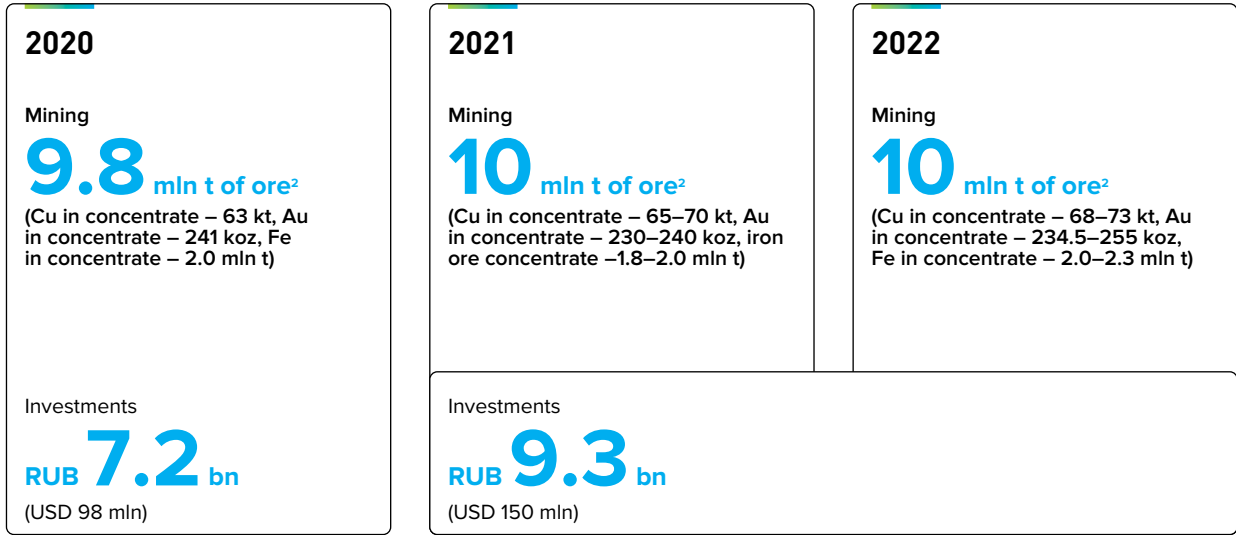 2020
Mining
9.8 mln t of ore²
(Cu in concentrate – 63 kt, Au
in concentrate – 241 koz, Fe
in concentrate – 2.0 mln t)
Investments
RUB 7.2 bn
(USD 98 mln)
2021
Mining
10 mln t of ore²
(Cu in concentrate – 65–70 kt, Au
in concentrate – 230–240 koz, iron
ore concentrate –1.8–2.0 mln t)
2022
Mining
10 mln t of ore²
(Cu in concentrate – 68–73 kt, Au
in concentrate – 234.5–255 koz,
Fe in concentrate – 2.0–2.3 mln t)
Investments
RUB 9.3 bn
(USD 150 mln)